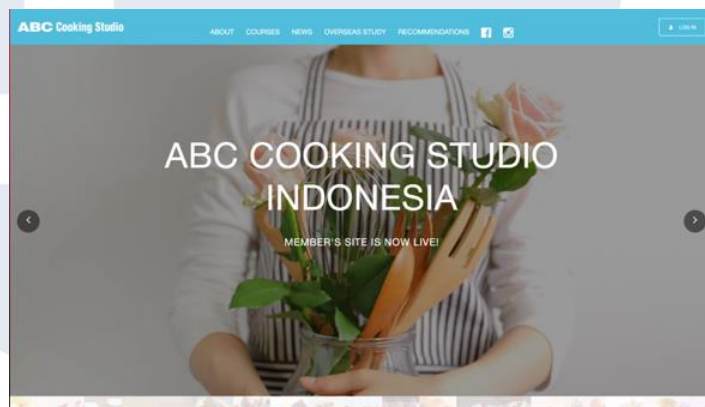 ABC Cooking Studio
ABOUT COURSES NEWS OVERSEAS STUDY RECOMMENDATIONS
LOG IN
ABC COOKING STUDIO
INDONESIA
MEMBER'S SITE IS NOW LIVE!